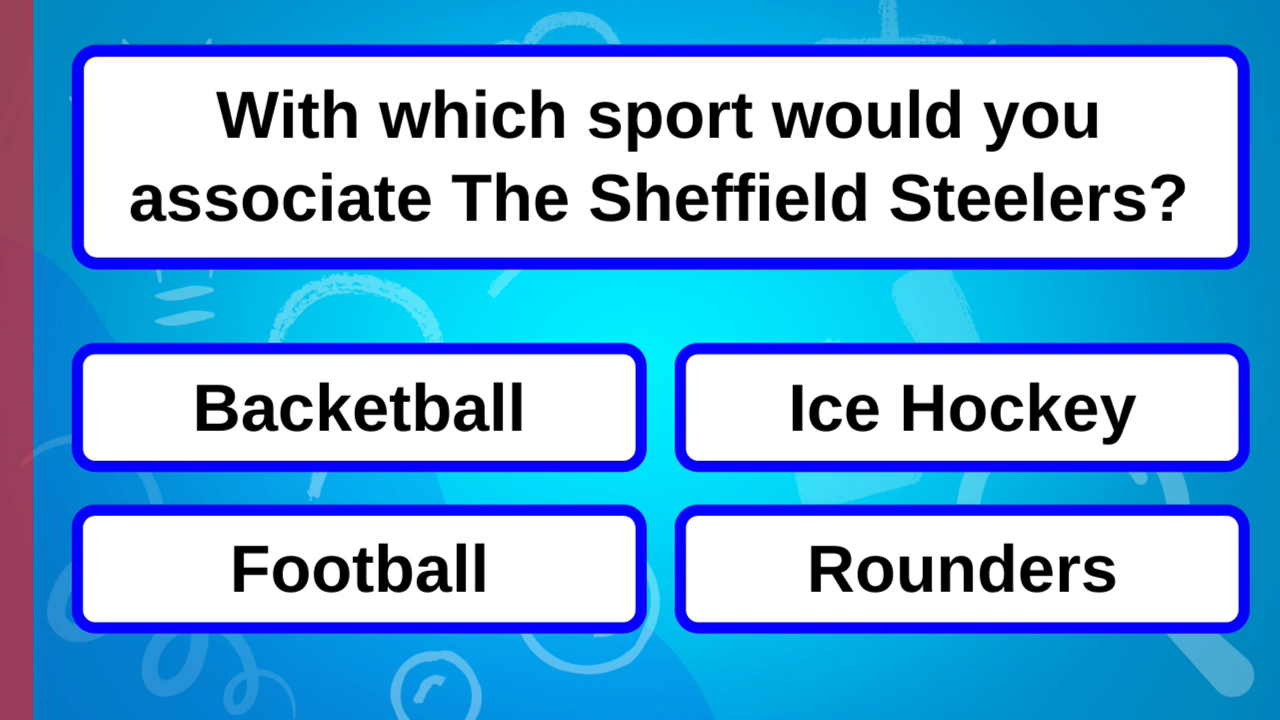 With which sport would you
associate The Sheffield Steelers?
Backetball
Ice Hockey
Football
Rounders